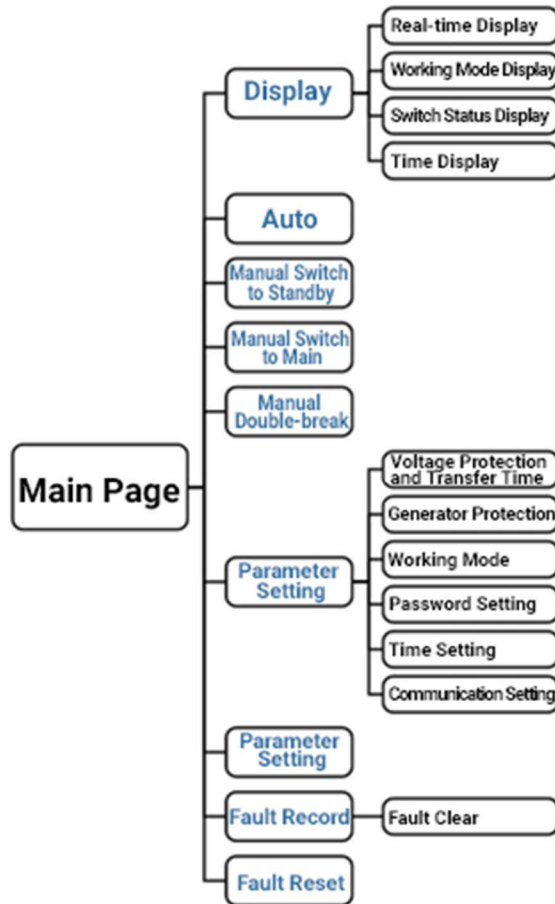 Main Page
Display
Real-time Display
Working Mode Display
Switch Status Display
Time Display
Auto
Manual Switch
to Standby
Manual Switch
to Main
Manual
Double-break
Parameter
Setting
Voltage Protection
and Transfer Time
Generator Protection
Working Mode
Password Setting
Time Setting
Communication Setting
Parameter
Setting
Fault Record
Fault Clear
Fault Reset